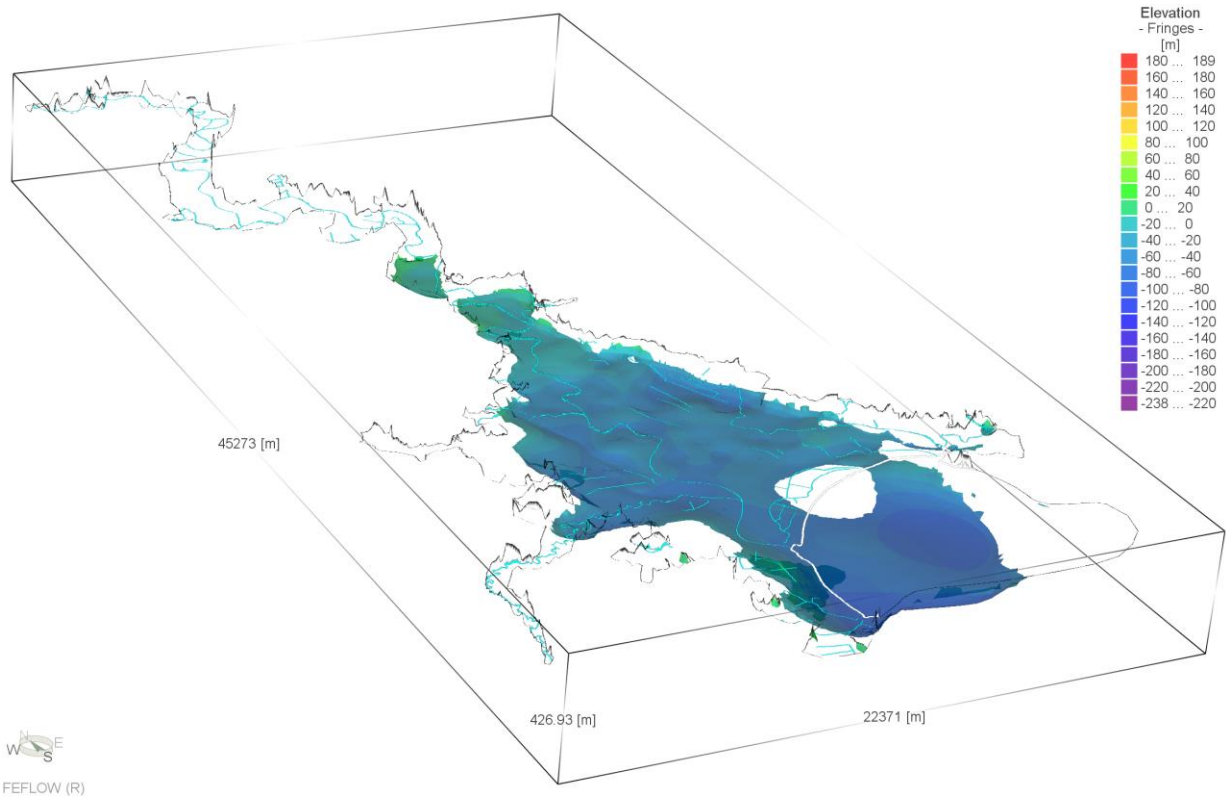 Elevation
- Fringes -
[m]
180 ... 189
160 ... 180
140 ... 160
120 ... 140
100 ... 120
80 ... 100
60 ... 80
40 ... 60
20 ... 40
0 ... 20
-20 ... 0
-40 ... -20
-60 ... -40
-80 ... -60
-100 ... -80
-120 ... -100
-140 ... -120
-160 ... -140
-180 ... -160
-200 ... -180
-220 ... -200
-238 ... -220
45273 [m]
426.93 [m]
22371 [m]
N
W E
S
FEFLOW (R)